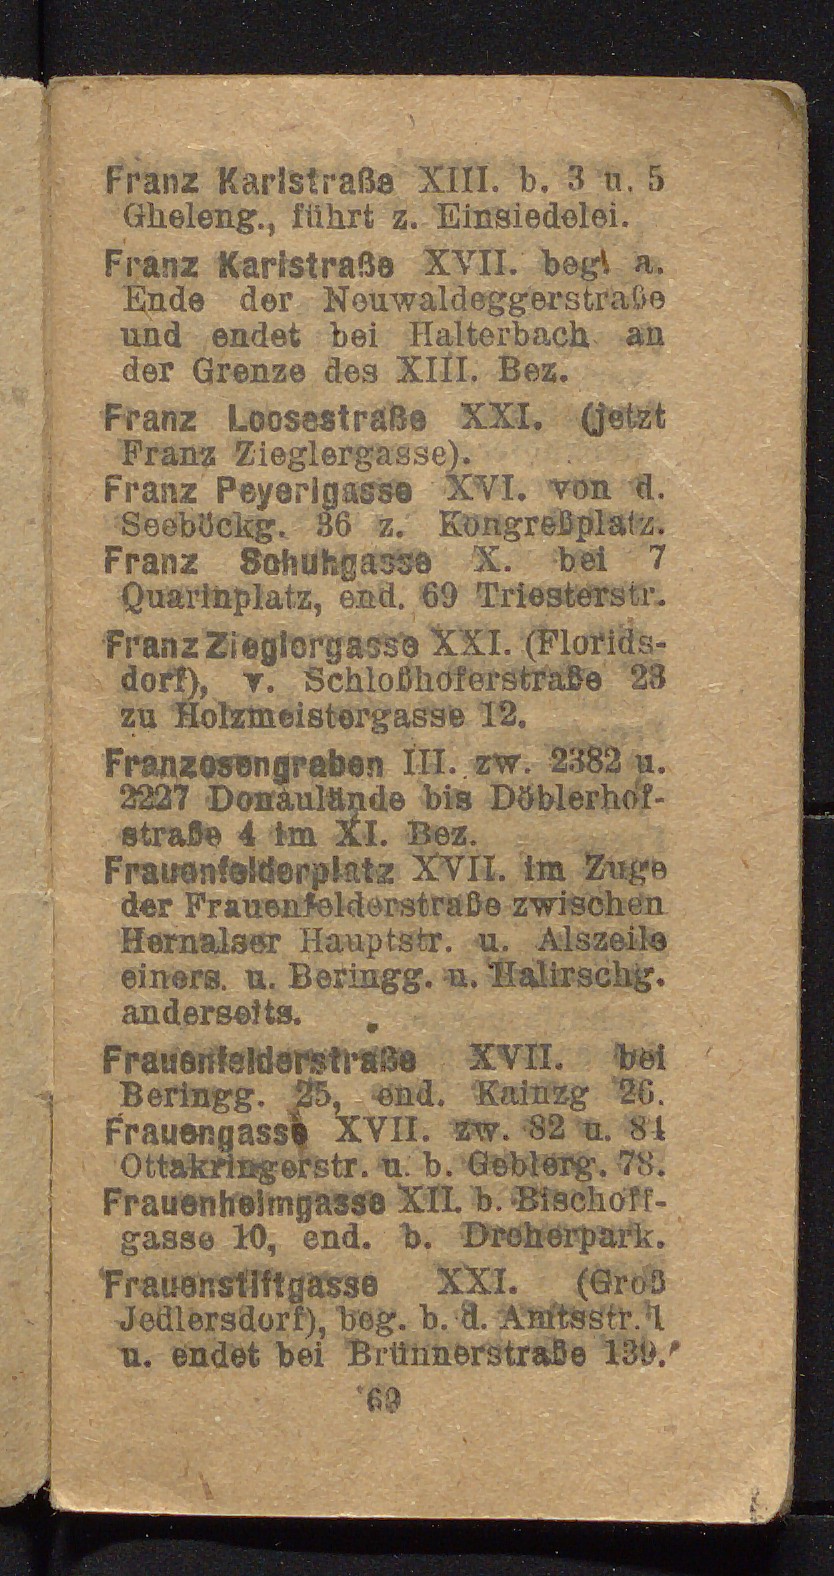 Franz Karlstraße XIII. b. 3 u. 5
Gheleng., führt z. Einsiedelei.
Franz Karlstraße XVII. beg. a.
Ende der Neuwaldeggerstraße
und endet bei Halterbach an
der Grenze des XIII. Bez.
Franz Loosestraße XXI. (jetzt
Franz Zieglergasse).
Franz Peyerlgasse XVI. von d.
Seeböckg. 36 z. Kongreßplatz.
Franz Schuhgasse X. bei 7
Quarinplatz, end. 69 Triesterstr.
Franz Zieglergasse XXI. (Florids-
dorf), v. Schloßhoferstraße 23
zu Holzmeistergasse 12.
Franzosengraben III. zw. 2382 u.
2227 Donaulände bis Döblerhof-
straße 4 im XI. Bez.
Frauenfelderplatz XVII. im Zuge
der Frauenfelderstraße zwischen
Hernalser Hauptstr. u. Alszeile
einers. u. Beringg. u. Halirschg.
anderseits.
Frauenfelderstraße XVII. bei
Beringg. 25, end. Kainzg 26.
Frauengasse XVII. zw. 82 u. 84
Ottakringerstr. u. b. Geblerg. 78.
Frauenheimgasse XII. b. Bischoff-
gasse 10, end. b. Dreherpark.
Frauenstiftgasse XXI. (Groß
Jedlersdorf), beg. b. d. Amtsstr. 1
u. endet bei Brünnerstraße 139.
69